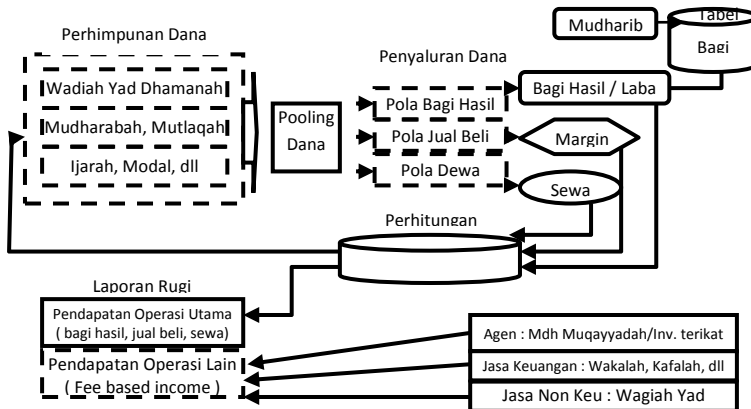 Perhimpunan Dana
Wadiah Yad Dhamanah
Mudharabah, Mutlaqah
Ijarah, Modal, dll
Pooling
Dana
Penyaluran Dana
Pola Bagi Hasil
Pola Jual Beli
Pola Dewa
Mudharib
Tabel
Bagi
Bagi Hasil / Laba
Margin
Sewa
Perhitungan
Laporan Rugi
Pendapatan Operasi Utama
( bagi hasil, jual beli, sewa)
Pendapatan Operasi Lain
( Fee based income )
Agen : Mdh Muqayyadah/Inv. terikat
Jasa Keuangan : Wakalah, Kafalah, dll
Jasa Non Keu : Wagiah Yad